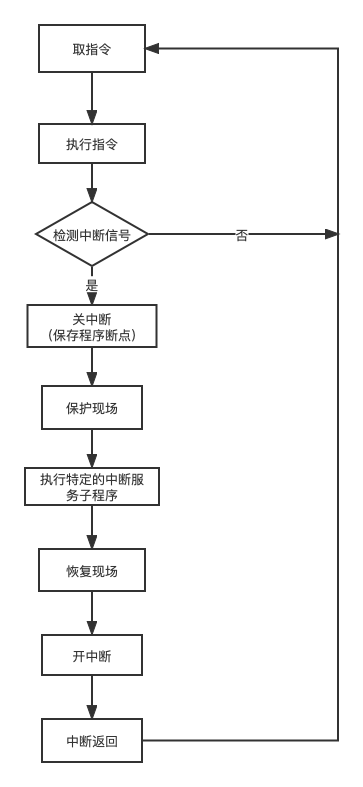 取指令
执行指令
检测中断信号
否
是
关中断
(保存程序断点)
保护现场
执行特定的中断服
务子程序
恢复现场
开中断
中断返回